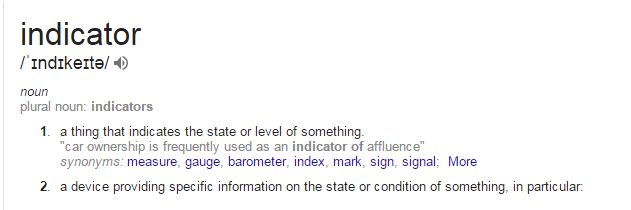 indicator
/ˈɪndɪkeɪtə/
noun
plural noun: indicators
1. a thing that indicates the state or level of something.
"car ownership is frequently used as an indicator of affluence"
synonyms: measure, gauge, barometer, index, mark, sign, signal; More
2. a device providing specific information on the state or condition of something, in particular: